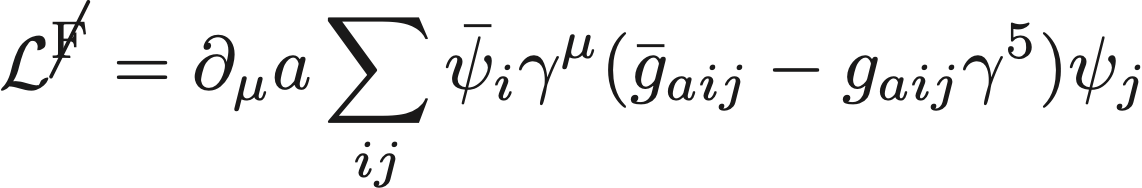 $\mathcal{L}^{\not F} = \partial_\mu a \sum_{ij} \bar{\psi}_i \gamma^\mu (\bar{g}_{aij} - g_{aij} \gamma^5) \psi_j$